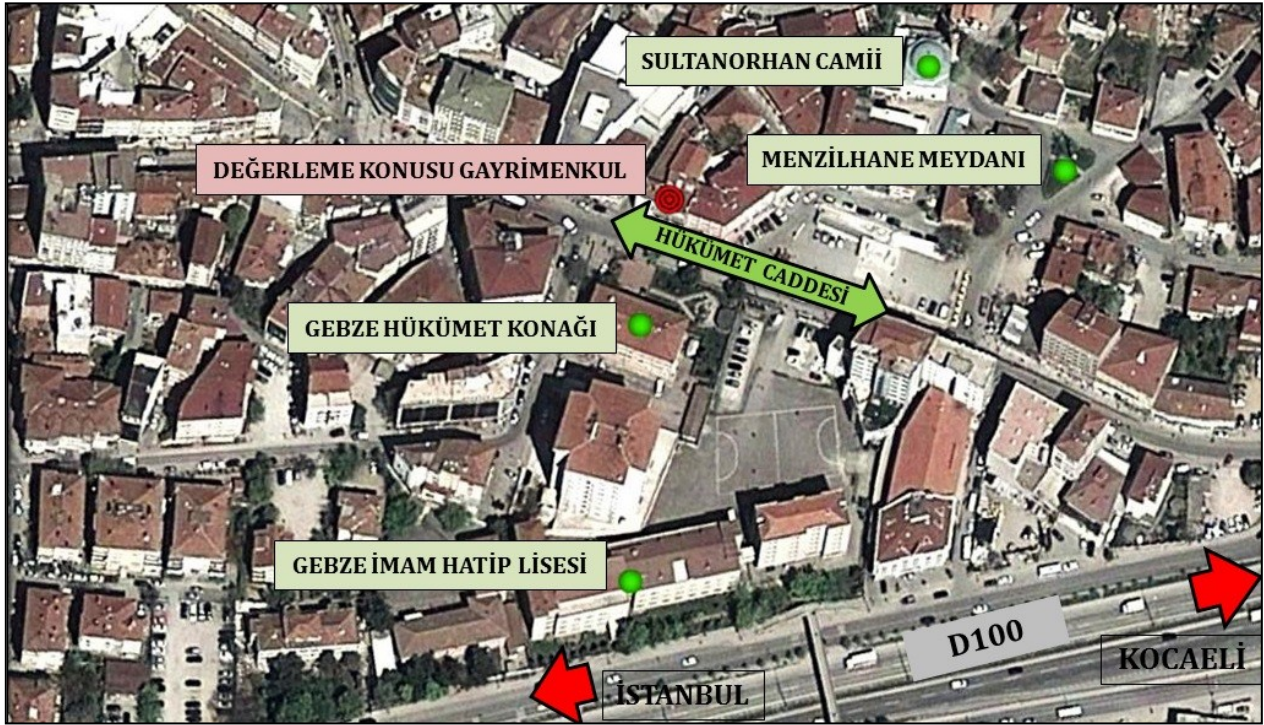 SULTANORHAN CAMİİ
MENZİLHANE MEYDANI
DEĞERLEME KONUSU GAYRİMENKUL
HÜKÜMET CADDESİ
GEBZE HÜKÜMET KONAĞI
GEBZE İMAM HATİP LİSESİ
D100
KOCAELİ
İSTANBUL